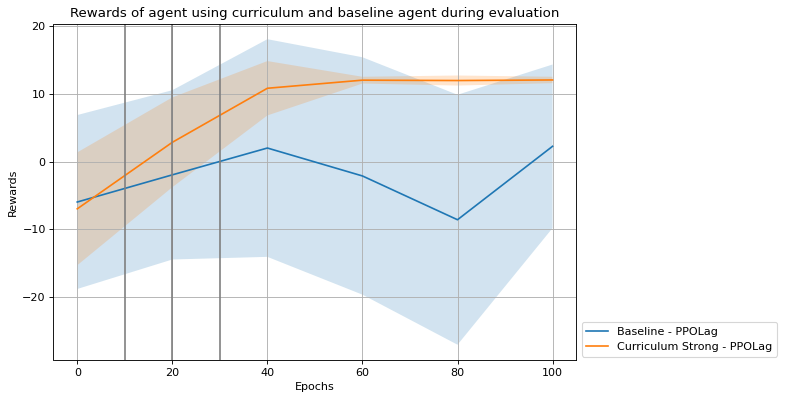 Rewards of agent using curriculum and baseline agent during evaluation
20
10
0
−10
−20
Rewards
0 20 40 60 80 100
Epochs
Baseline - PPOLag
Curriculum Strong - PPOLag